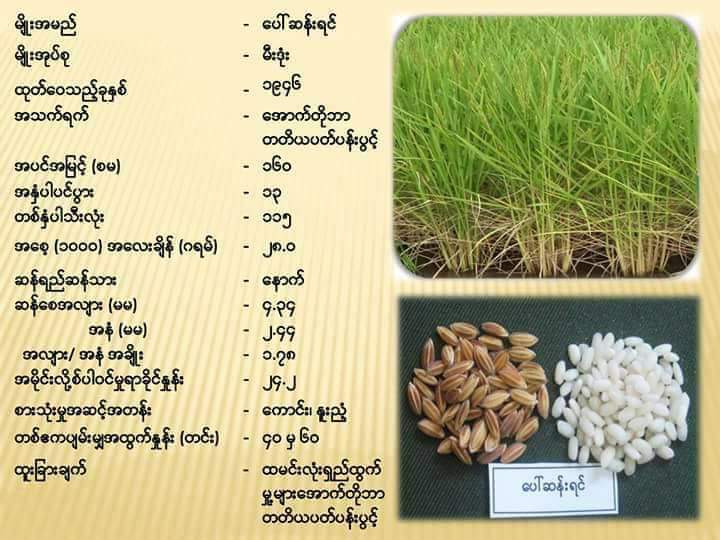 မျိုးအမည် - ပေါ်ဆန်းရင်
မျိုးအုပ်စု - မီးဒုံး
ထုတ်ဝေသည့်ခုနှစ် - ၁၉၄၆
အသက်ရက် - အောက်တိုဘာ
တတိယပတ်ပန်းပွင့်
အပင်အမြင့် (စမ) - ၁၆၀
အနှံပါပင်ပွား - ၁၃
တစ်နှံပါသီးလုံး - ၁၁၅
အစေ့ (၁၀၀၀) အလေးချိန် (ဂရမ်) - ၂၈.၀
ဆန်ရည်ဆန်သား - နောက်
ဆန်စေအလျား (မမ) - ၄.၃၄
အနံ (မမ) - ၂.၄၄
အလျား/ အနံ အချိုး - ၁.၇၈
အမိုင်းလို့စ်ပါဝင်မှုရာခိုင်နှုန်း - ၂၄.၂
စားသုံးမှုအဆင့်အတန်း - ကောင်း၊ နူးညံ့
တစ်ဧကပျမ်းမျှအထွက်နှုန်း (တင်း) - ၄၀ မှ ၆၀
ထူးခြားချက် - ထမင်းလုံးရှည်ထွက်
မှု့များအောက်တိုဘာ
တတိယပတ်ပန်းပွင့်
ပေါ်ဆန်းရင်